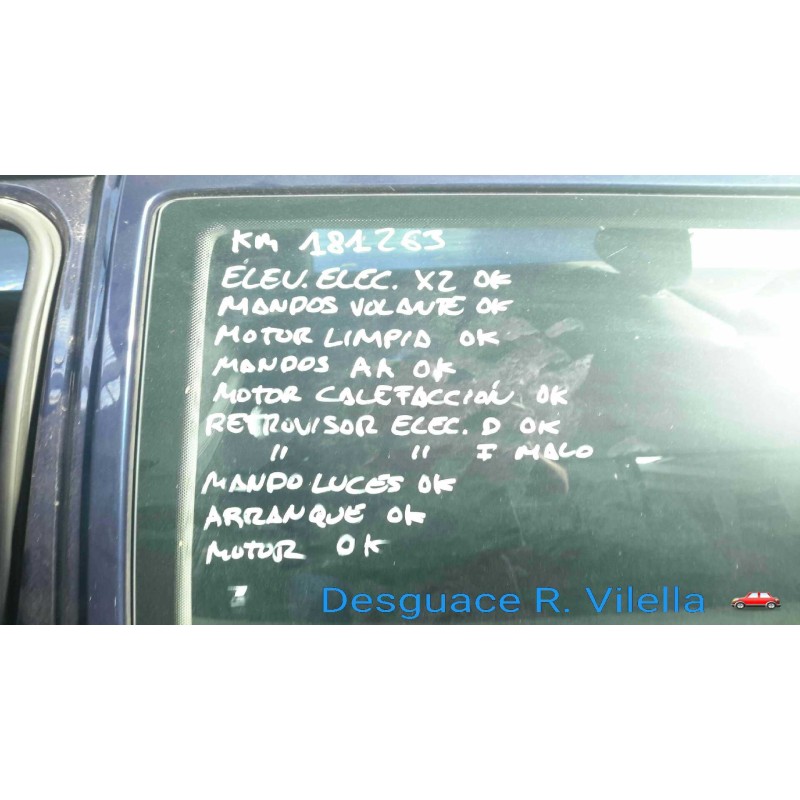 KM 181263
ELEV. ELEC. X2 OK
MANDOS VOLANTE OK
MOTOR LIMPIA OK
MANDOS AA OK
MOTOR CALEFACCIÓN OK
RETROVISOR ELEC. D OK
" " I MALO
MANDO LUCES OK
ARRANQUE OK
MOTOR OK
Desguace R. Vilella